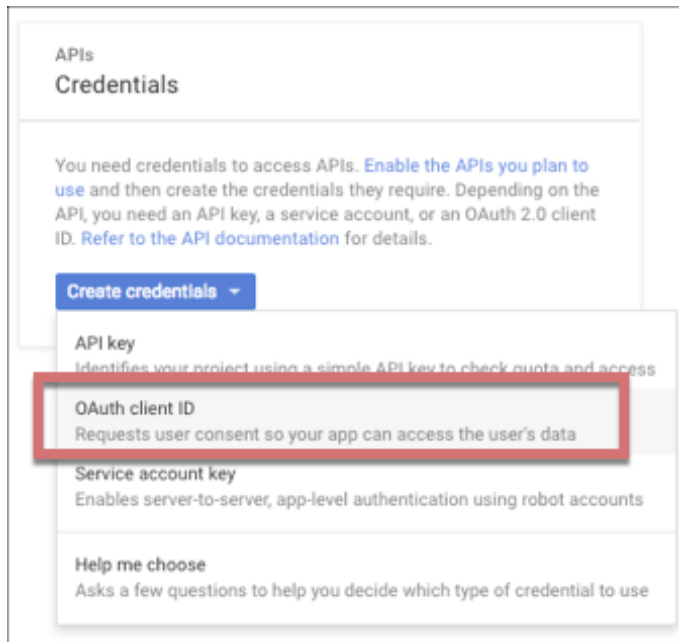 APIs
Credentials
You need credentials to access APIs. Enable the APIs you plan to
use and then create the credentials they require. Depending on the
API, you need an API key, a service account, or an OAuth 2.0 client
ID. Refer to the API documentation for details.
Create credentials
API key
Identifies your project using a simple API key to check quota and access
OAuth client ID
Requests user consent so your app can access the user's data
Service account key
Enables server-to-server, app-level authentication using robot accounts
Help me choose
Asks a few questions to help you decide which type of credential to use